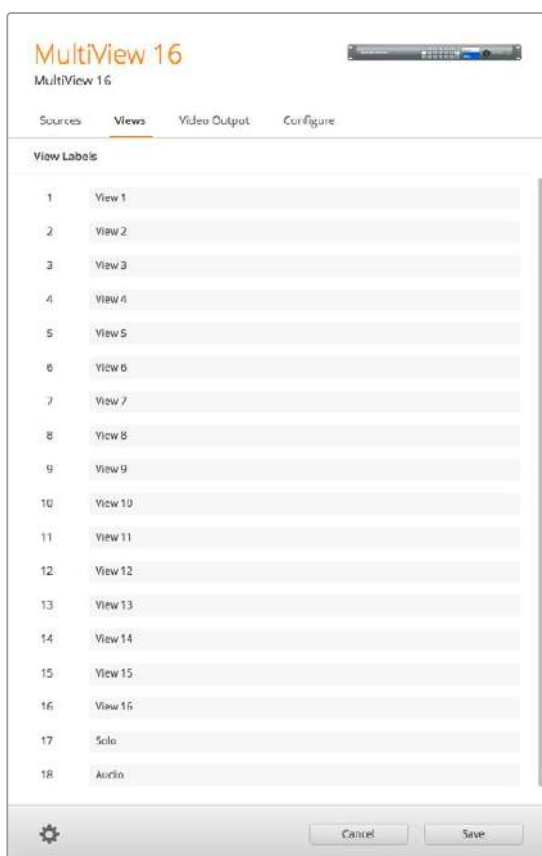 MultiView 16
MultiView 16
Sources Views Video Output Configure
View Labels
1 View 1
2 View 2
3 View 3
4 View 4
5 View 5
6 View 6
7 View 7
8 View 8
9 View 9
10 View 10
11 View 11
12 View 12
13 View 13
14 View 14
15 View 15
16 View 16
17 Solo
18 Audio
Cancel Save